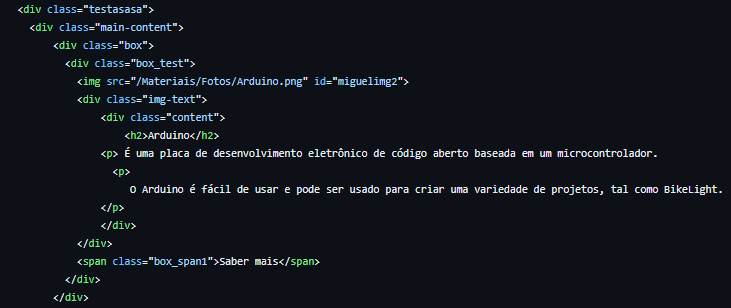 <div class="testasasa">
<div class="main-content">
<div class="box">
<div class="box_test">
<img src="/Materiais/Fotos/Arduino.png" id="miguelimg2">
<div class="img-text">
<div class="content">
<h2>Arduino</h2>
<p> É uma placa de desenvolvimento eletrônico de código aberto baseada em um microcontrolador.
<p>
O Arduino é fácil de usar e pode ser usado para criar uma variedade de projetos, tal como BikeLight.
</p>
</div>
</div>
<span class="box_span1">Saber mais</span>
</div>
</div>